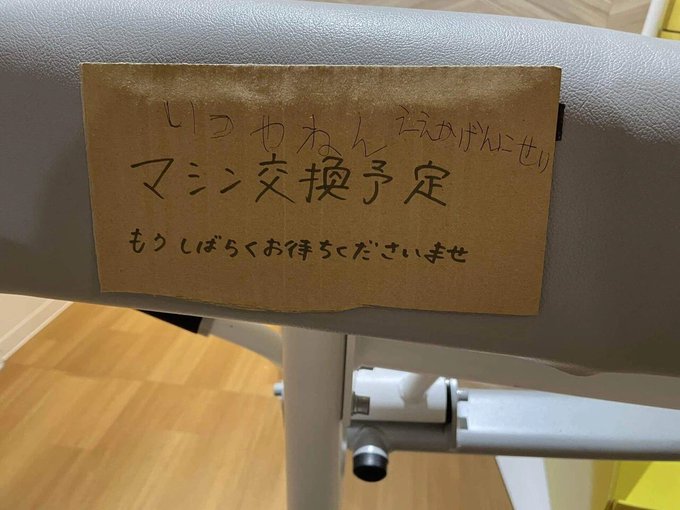 いつやねん ええかげんにせい
マシン交換予定
もうしばらくお待ちくださいませ